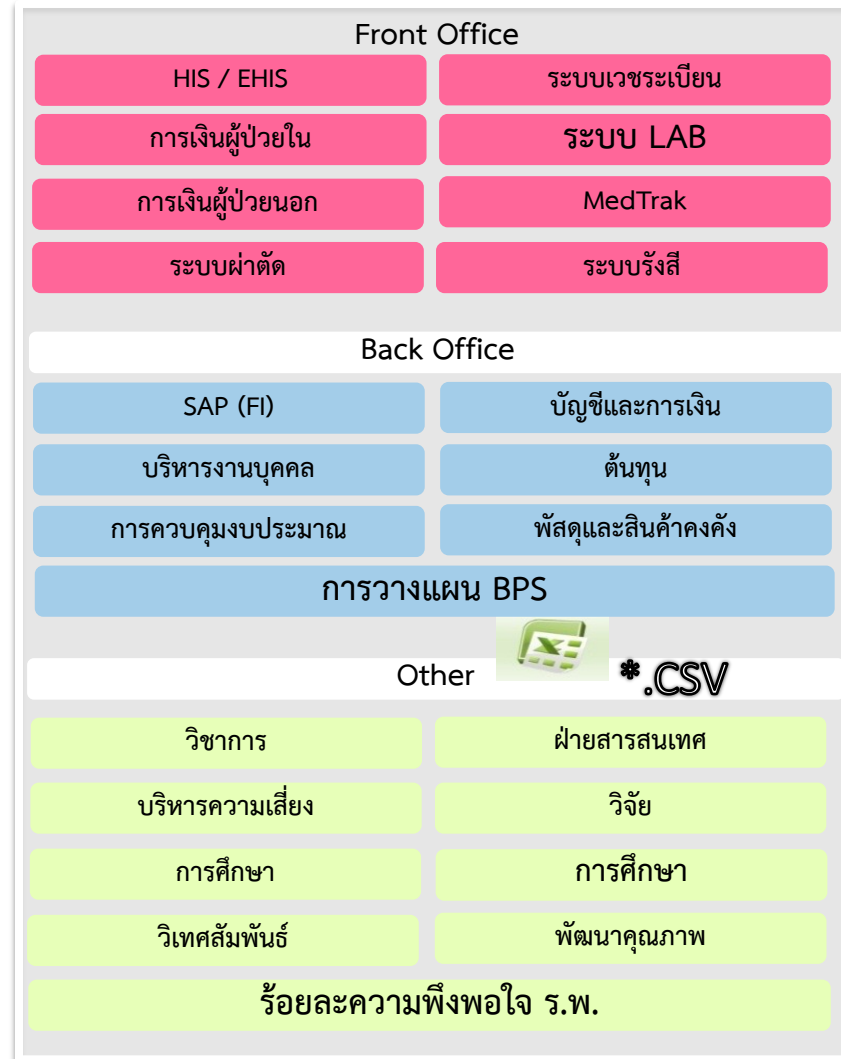 Front Office
HIS / EHIS
ระบบเวชระเบียน
การเงินผู้ป่วยใน
ระบบ LAB
การเงินผู้ป่วยนอก
MedTrak
ระบบผ่าตัด
ระบบรังสี
Back Office
SAP (FI)
บัญชีและการเงิน
บริหารงานบุคคล
ต้นทุน
การควบคุมงบประมาณ
พัสดุและสินค้าคงคัง
การวางแผน BPS
Other
*.CSV
วิชาการ
ฝ่ายสารสนเทศ
บริหารความเสี่ยง
วิจัย
การศึกษา
การศึกษา
วิเทศสัมพันธ์
พัฒนาคุณภาพ
ร้อยละความพึงพอใจ ร.พ.